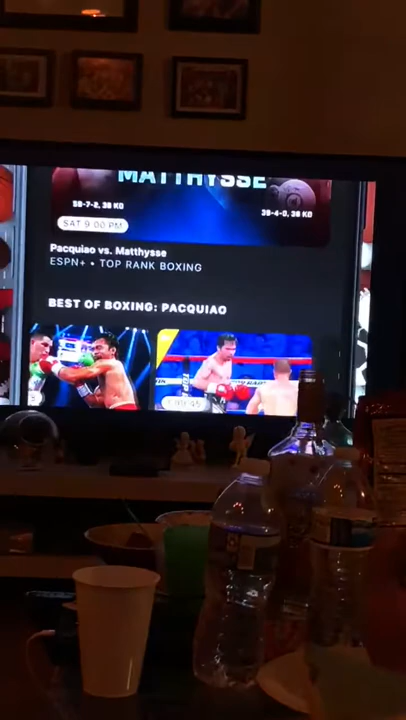 MATTHYSSE
59-7-2, 38 KO
39-4-0, 36 KO
SAT 9:00 PM
Pacquiao vs. Matthysse
ESPN+ • TOP RANK BOXING
BEST OF BOXING: PACQUIAO